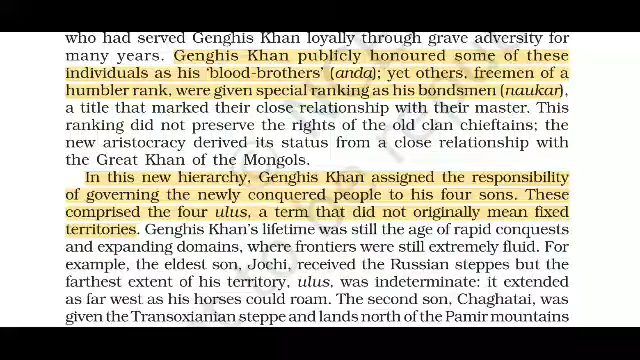 who had served Genghis Khan loyally through grave adversity for
many years. Genghis Khan publicly honoured some of these
individuals as his ‘blood-brothers’ (anda); yet others, freemen of a
humbler rank, were given special ranking as his bondsmen (naukar),
a title that marked their close relationship with their master. This
ranking did not preserve the rights of the old clan chieftains; the
new aristocracy derived its status from a close relationship with
the Great Khan of the Mongols.
In this new hierarchy, Genghis Khan assigned the responsibility
of governing the newly conquered people to his four sons. These
comprised the four ulus, a term that did not originally mean fixed
territories. Genghis Khan's lifetime was still the age of rapid conquests
and expanding domains, where frontiers were still extremely fluid. For
example, the eldest son, Jochi, received the Russian steppes but the
farthest extent of his territory, ulus, was indeterminate: it extended
as far west as his horses could roam. The second son, Chaghatai, was
given the Transoxianian steppe and lands north of the Pamir mountains